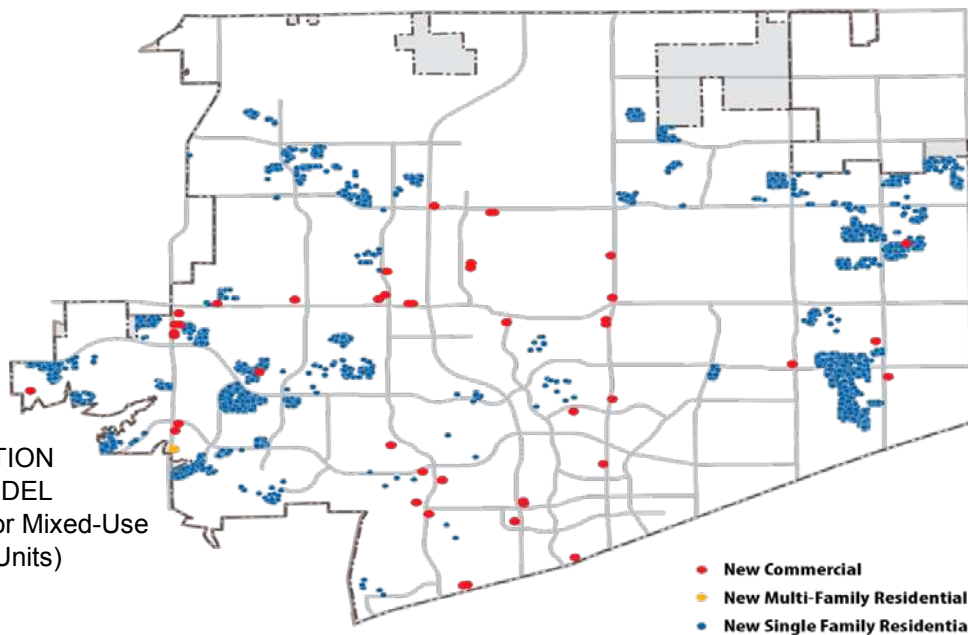 TION
DEL
or Mixed-Use
Units)
New Commercial
New Multi-Family Residential
New Single Family Residentia